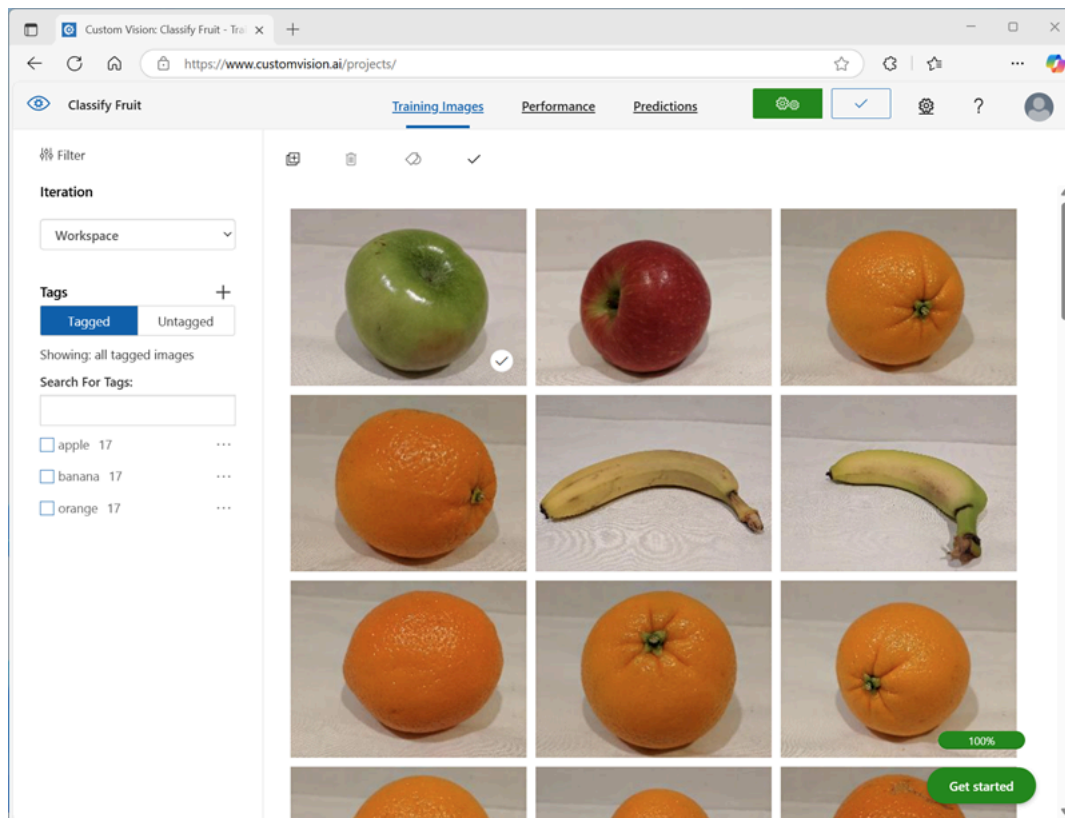 Custom Vision: Classify Fruit - Tra
https://www.customvision.ai/projects/
Classify Fruit
Training Images
Performance
Predictions
?
Filter
Iteration
Workspace
Tags
Tagged
Untagged
Showing: all tagged images
Search For Tags:
apple 17
banana 17
orange 17
100%
Get started